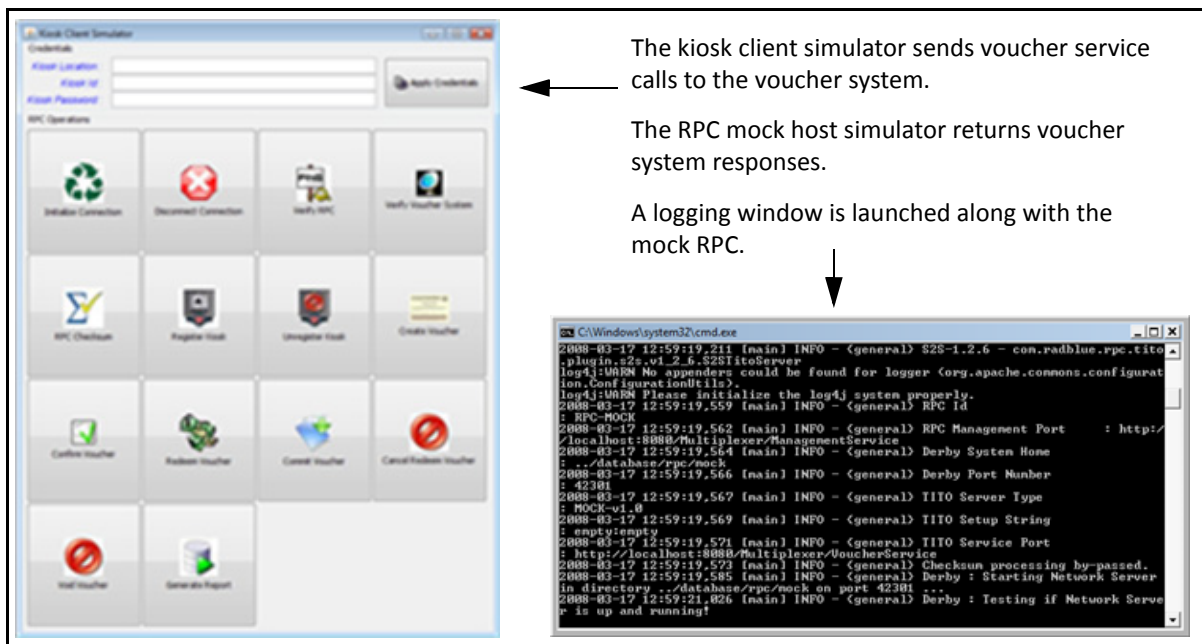 Kiosk Client Simulator
Credentials
Kiosk Location
Kiosk Id
Kiosk Password
Apply Credentials
RPC Operations
Initialize Connection
Disconnect Connection
Verify RPC
Verify Voucher System
RPC Checksum
Register Kiosk
Unregister Kiosk
Create Voucher
Confirm Voucher
Redeem Voucher
Commit Voucher
Cancel Redeem Voucher
Void Voucher
Generate Report
The kiosk client simulator sends voucher service
calls to the voucher system.
The RPC mock host simulator returns voucher
system responses.
A logging window is launched along with the
mock RPC.
C:\Windows\system32\cmd.exe
2008-03-17 12:59:19,211 [main] INFO - <general> S2S-1.2.6 - com.radblue.rpc.tito
.plugin.s2s.v1_2_6.S2STitoServer
log4j:WARN No appenders could be found for logger (org.apache.commons.configurat
ion.ConfigurationUtils).
log4j:WARN Please initialize the log4j system properly.
2008-03-17 12:59:19,559 [main] INFO - <general> RPC Id
: RPC-MOCK
2008-03-17 12:59:19,562 [main] INFO - <general> RPC Management Port : http:/
/localhost:8080/Multiplexer/ManagementService
2008-03-17 12:59:19,564 [main] INFO - <general> Derby System Home
: ../database/rpc/mock
2008-03-17 12:59:19,566 [main] INFO - <general> Derby Port Number
: 42301
2008-03-17 12:59:19,567 [main] INFO - <general> TITO Server Type
: MOCK-v1.0
2008-03-17 12:59:19,569 [main] INFO - <general> TITO Setup String
: empty:empty
2008-03-17 12:59:19,571 [main] INFO - <general> TITO Service Port
: http://localhost:8080/Multiplexer/VoucherService
2008-03-17 12:59:19,573 [main] INFO - <general> Checksum processing by-passed.
2008-03-17 12:59:19,585 [main] INFO - <general> Derby : Starting Network Server
in directory ../database/rpc/mock on port 42301 ...
2008-03-17 12:59:21,026 [main] INFO - <general> Derby : Testing if Network Serve
r is up and running!